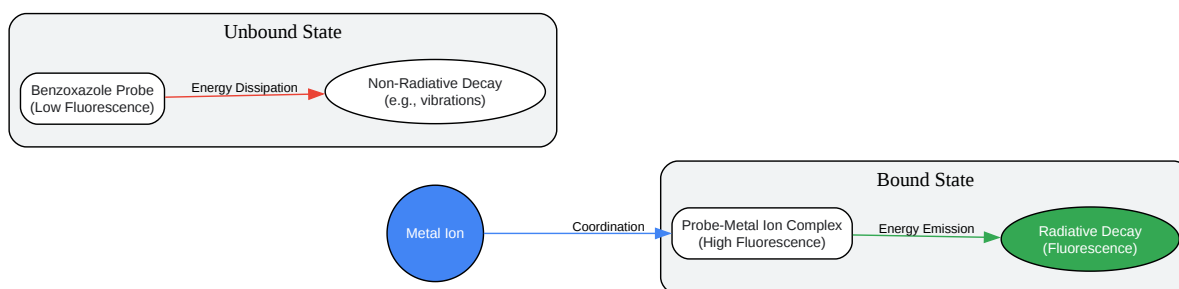 Unbound State
Benzoxazole Probe
(Low Fluorescence)
Energy Dissipation
Non-Radiative Decay
(e.g., vibrations)
Bound State
Metal Ion
Coordination
Probe-Metal Ion Complex
(High Fluorescence)
Energy Emission
Radiative Decay
(Fluorescence)